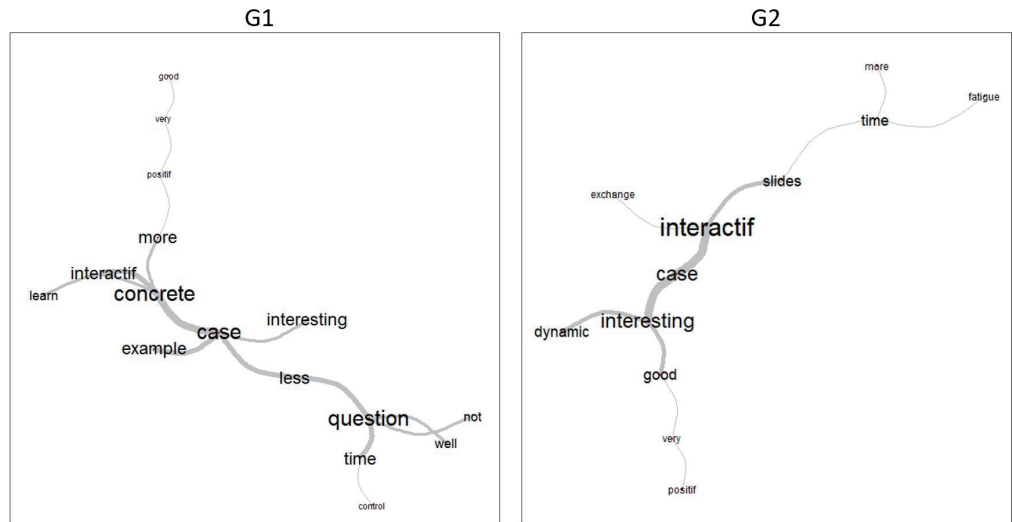 G1
good
very
positif
more
interactif
concrete
learn
interesting
case
example
less
question
not
well
time
control
G2
more
fatigue
time
slides
exchange
interactif
case
interesting
dynamic
good
very
positif